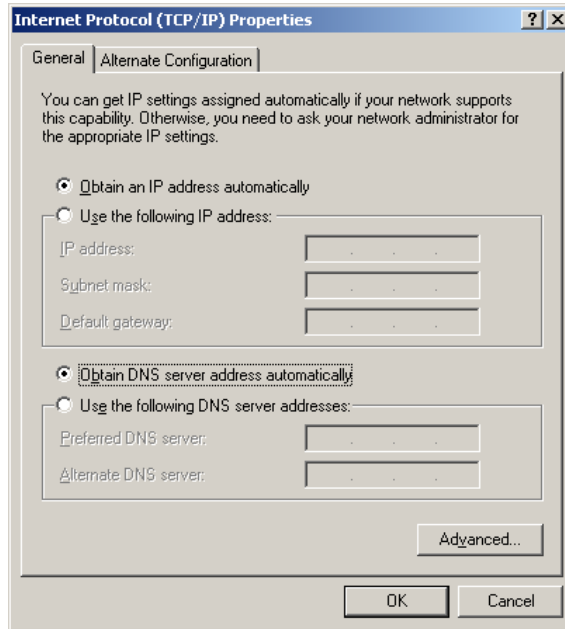 Internet Protocol (TCP/IP) Properties
General
Alternate Configuration
You can get IP settings assigned automatically if your network supports
this capability. Otherwise, you need to ask your network administrator for
the appropriate IP settings.
Obtain an IP address automatically
Use the following IP address:
IP address:
Subnet mask:
Default gateway:
Obtain DNS server address automatically
Use the following DNS server addresses:
Preferred DNS server:
Alternate DNS server:
Advanced...
OK
Cancel